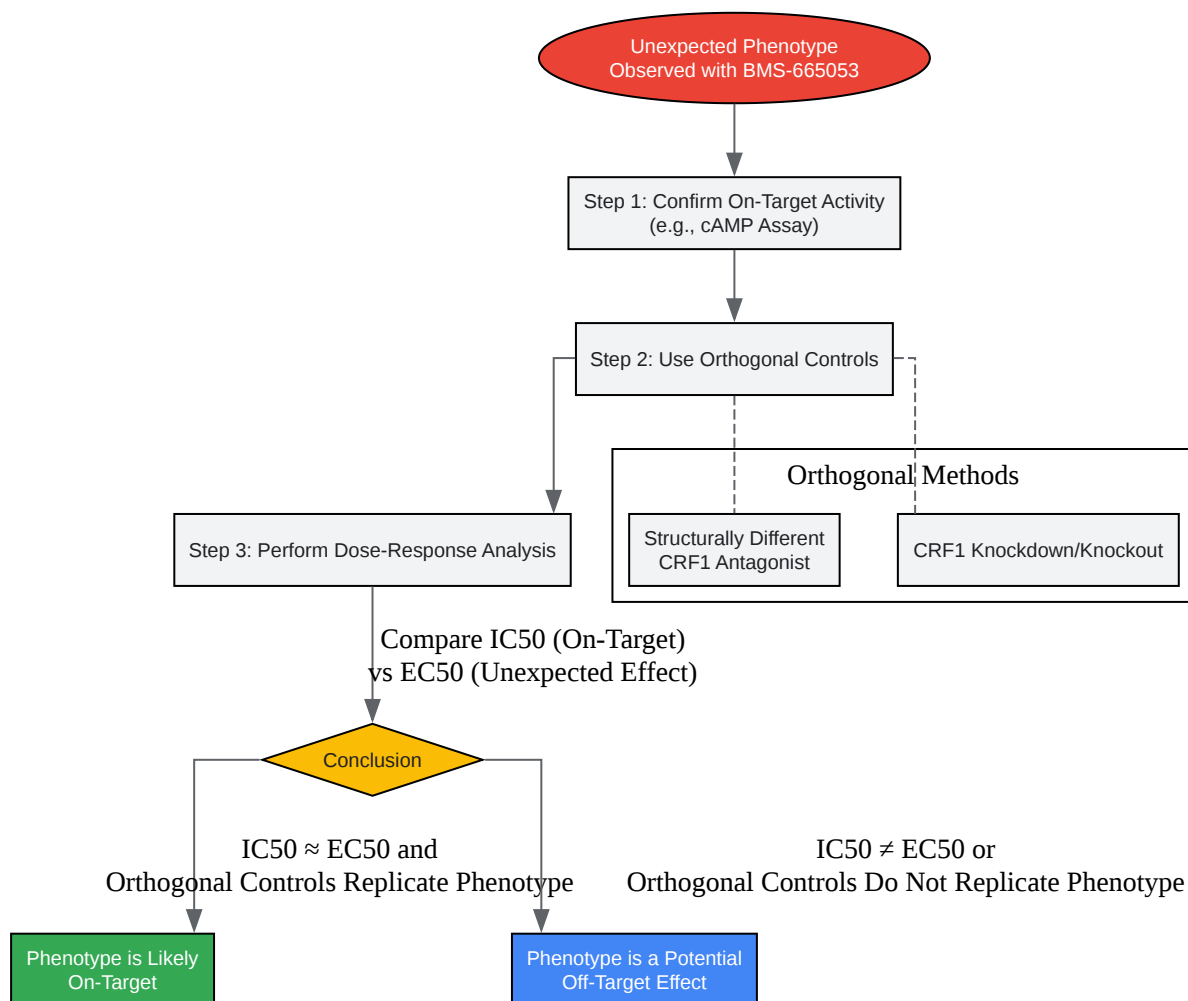 Unexpected Phenotype
Observed with BMS-665053
Step 1: Confirm On-Target Activity
(e.g., cAMP Assay)
Step 2: Use Orthogonal Controls
Orthogonal Methods
Structurally Different
CRF1 Antagonist
CRF1 Knockdown/Knockout
Step 3: Perform Dose-Response Analysis
Compare IC50 (On-Target)
vs EC50 (Unexpected Effect)
Conclusion
IC50 ≈ EC50 and
Orthogonal Controls Replicate Phenotype
IC50 ≠ EC50 or
Orthogonal Controls Do Not Replicate Phenotype
Phenotype is Likely
On-Target
Phenotype is a Potential
Off-Target Effect